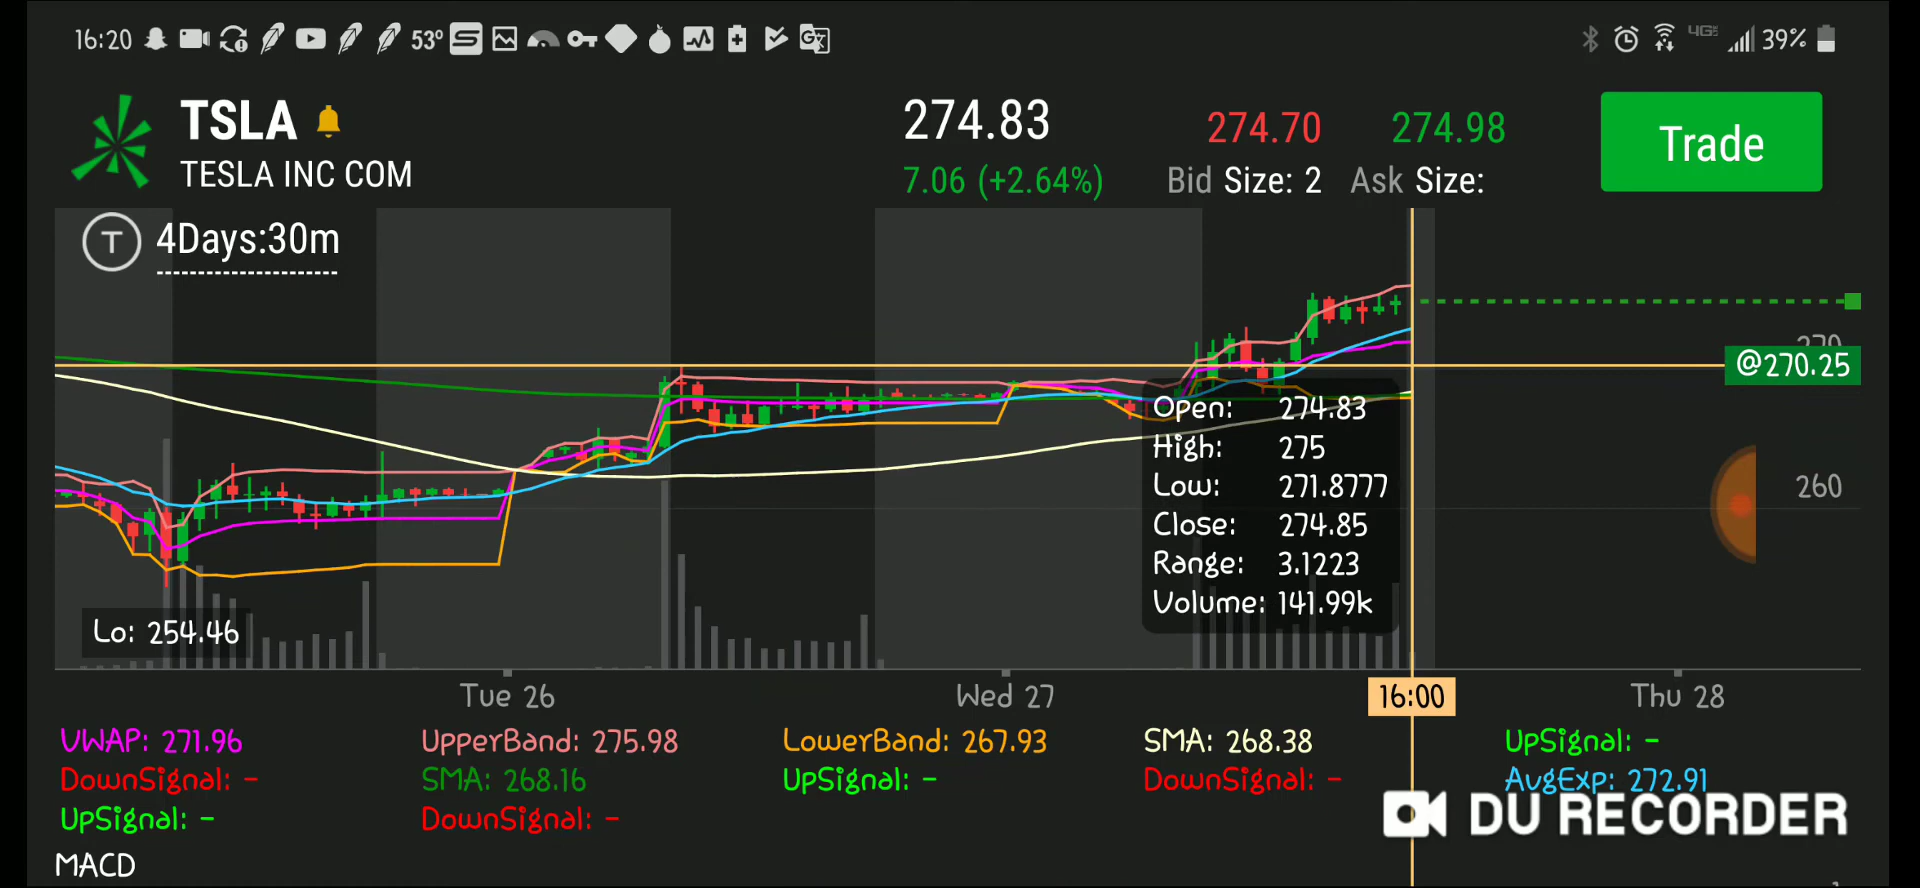 16:20 53° 4G 39%
TSLA
TESLA INC COM
274.83
7.06 (+2.64%)
274.70 274.98
Bid Size: 2 Ask Size:
Trade
T 4Days:30m
270
@270.25
Open: 274.83
High: 275
Low: 271.8777
Close: 274.85
Range: 3.1223
Volume: 141.99k
260
Lo: 254.46
Tue 26 Wed 27 16:00 Thu 28
VWAP: 271.96 UpperBand: 275.98 LowerBand: 267.93 SMA: 268.38 UpSignal: -
DownSignal: - SMA: 268.16 UpSignal: - DownSignal: - AvgExp: 272.91
UpSignal: - DownSignal: -
DU RECORDER
MACD